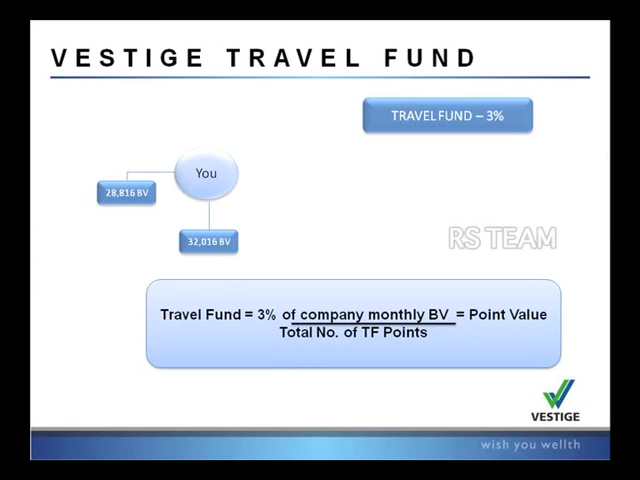 VESTIGE TRAVEL FUND
TRAVEL FUND – 3%
You
28,816 BV
32,016 BV
RS TEAM
Travel Fund = 3% of company monthly BV = Point Value
Total No. of TF Points
VESTIGE
wish you wellth